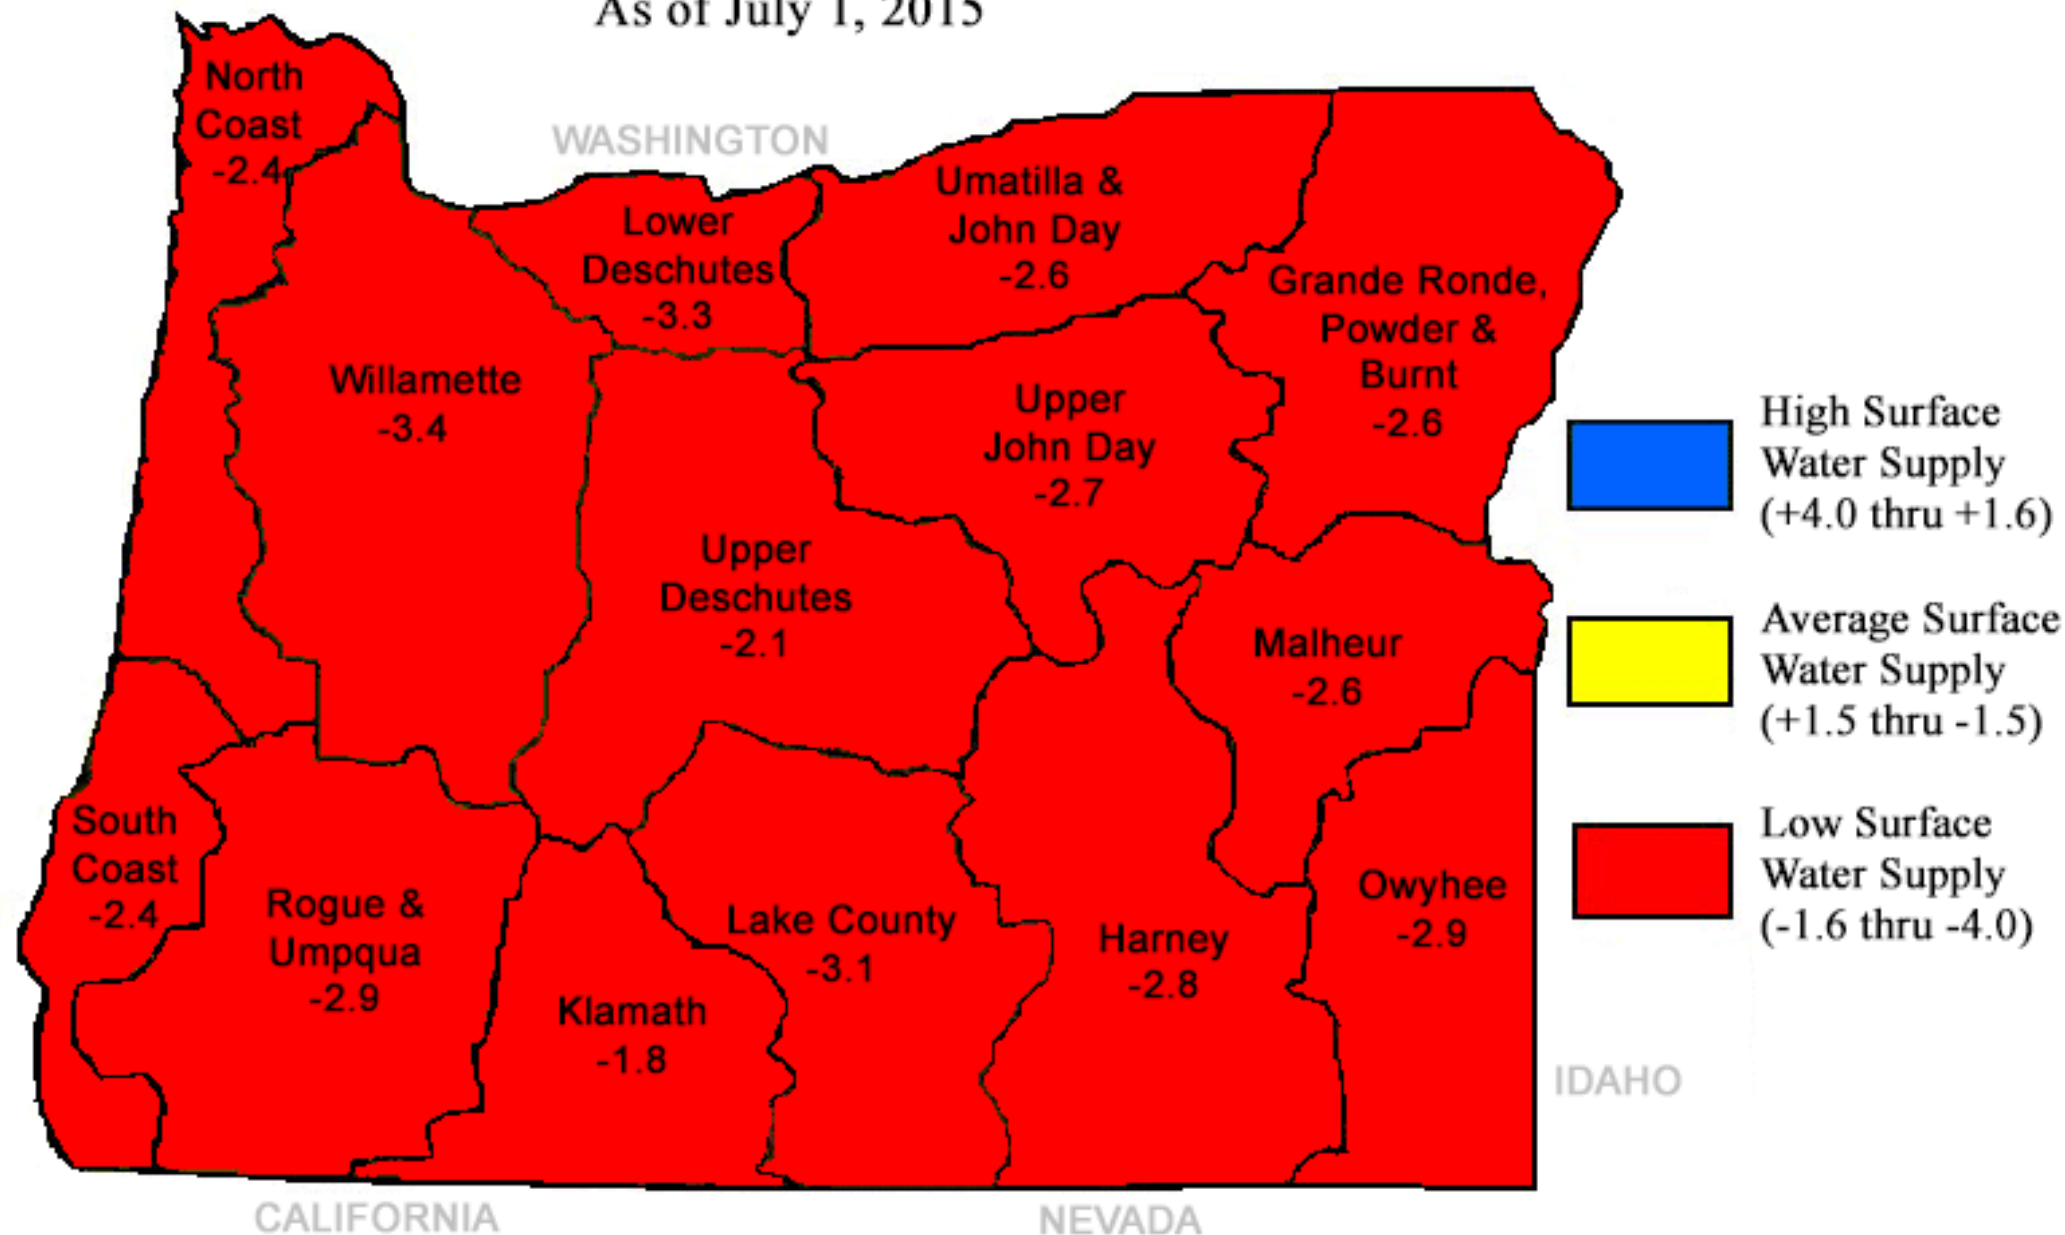 As of July 1, 2015
North
Coast
-2.4
WASHINGTON
Lower
Deschutes
-3.3
Umatilla &
John Day
-2.6
Grande Ronde,
Powder &
Burnt
-2.6
Willamette
-3.4
Upper
John Day
-2.7
Upper
Deschutes
-2.1
Malheur
-2.6
South
Coast
-2.4
Rogue &
Umpqua
-2.9
Klamath
-1.8
Lake County
-3.1
Harney
-2.8
Owyhee
-2.9
High Surface
Water Supply
(+4.0 thru +1.6)
Average Surface
Water Supply
(+1.5 thru -1.5)
Low Surface
Water Supply
(-1.6 thru -4.0)
IDAHO
CALIFORNIA
NEVADA